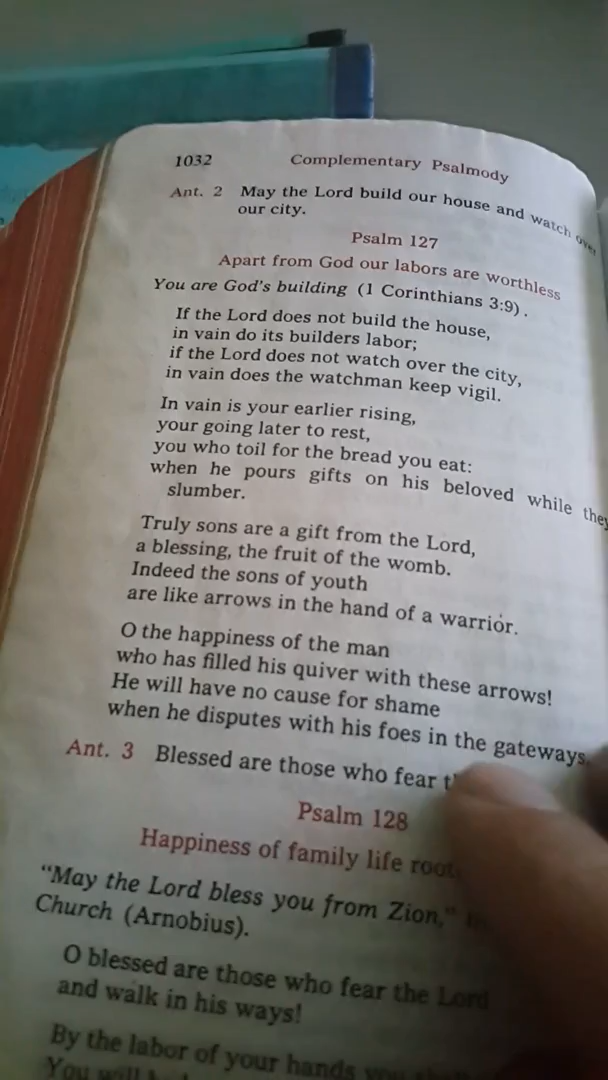 1032 Complementary Psalmody
Ant. 2 May the Lord build our house and watch over
our city.
Psalm 127
Apart from God our labors are worthless
You are God's building (1 Corinthians 3:9).
If the Lord does not build the house,
in vain do its builders labor;
if the Lord does not watch over the city,
in vain does the watchman keep vigil.
In vain is your earlier rising,
your going later to rest,
you who toil for the bread you eat:
when he pours gifts on his beloved while they
slumber.
Truly sons are a gift from the Lord,
a blessing, the fruit of the womb.
Indeed the sons of youth
are like arrows in the hand of a warrior.
O the happiness of the man
who has filled his quiver with these arrows!
He will have no cause for shame
when he disputes with his foes in the gateways.
Ant. 3 Blessed are those who fear
Psalm 128
Happiness of family life
"May the Lord bless you from Zion,"
Church (Arnobius).
O blessed are those who fear the Lord
and walk in his ways!
By the labor of your hands you
You will